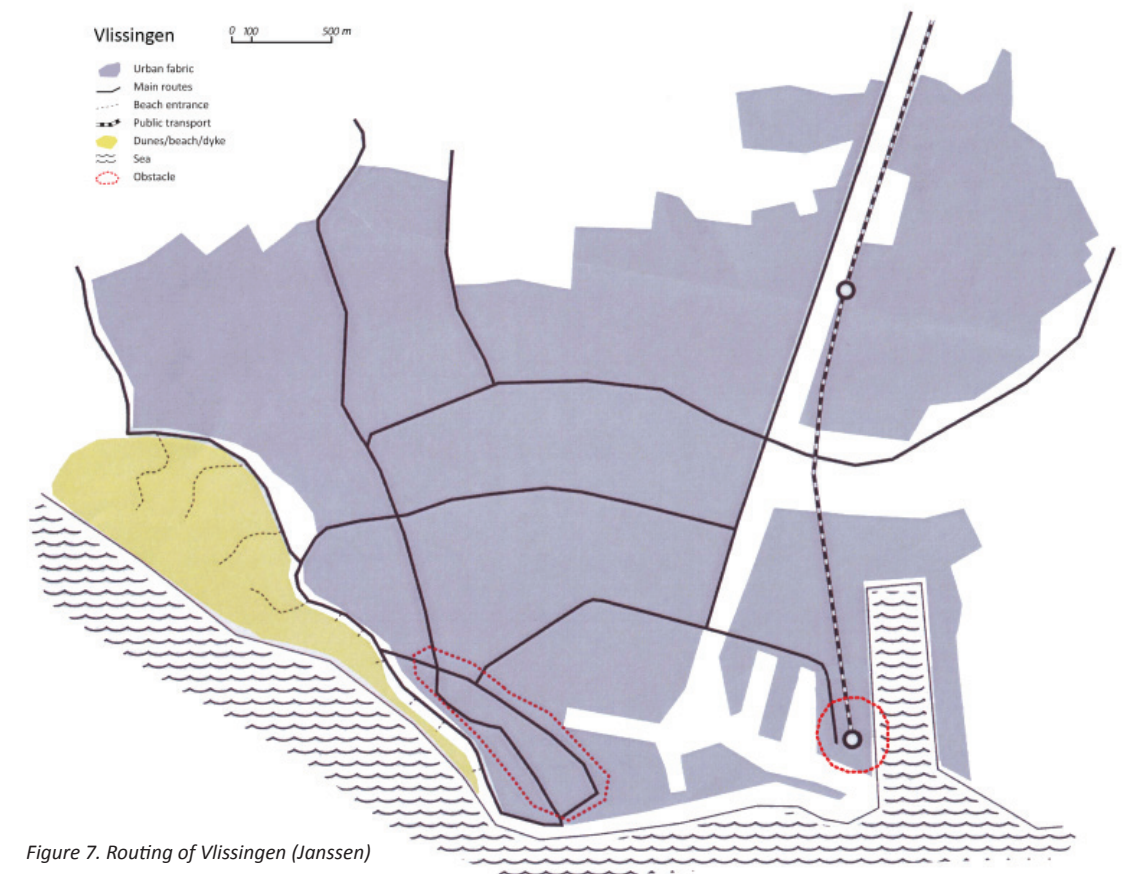 Vlissingen
0 100 500 m
Urban fabric
Main routes
Beach entrance
Public transport
Dunes/beach/dyke
Sea
Obstacle
Figure 7. Routing of Vlissingen (Janssen)